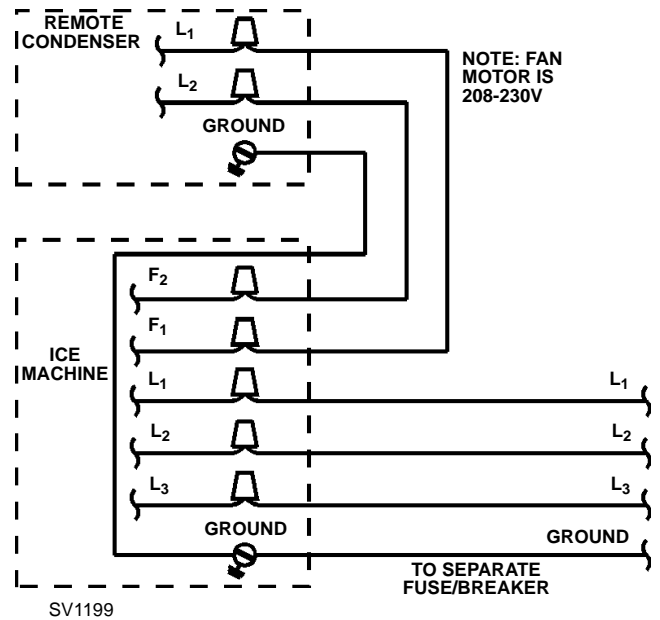 REMOTE
CONDENSER
L1
L2
GROUND
NOTE: FAN
MOTOR IS
208-230V
ICE
MACHINE
F2
F1
L1
L2
L3
GROUND
L1
L2
L3
GROUND
TO SEPARATE
FUSE/BREAKER
SV1199